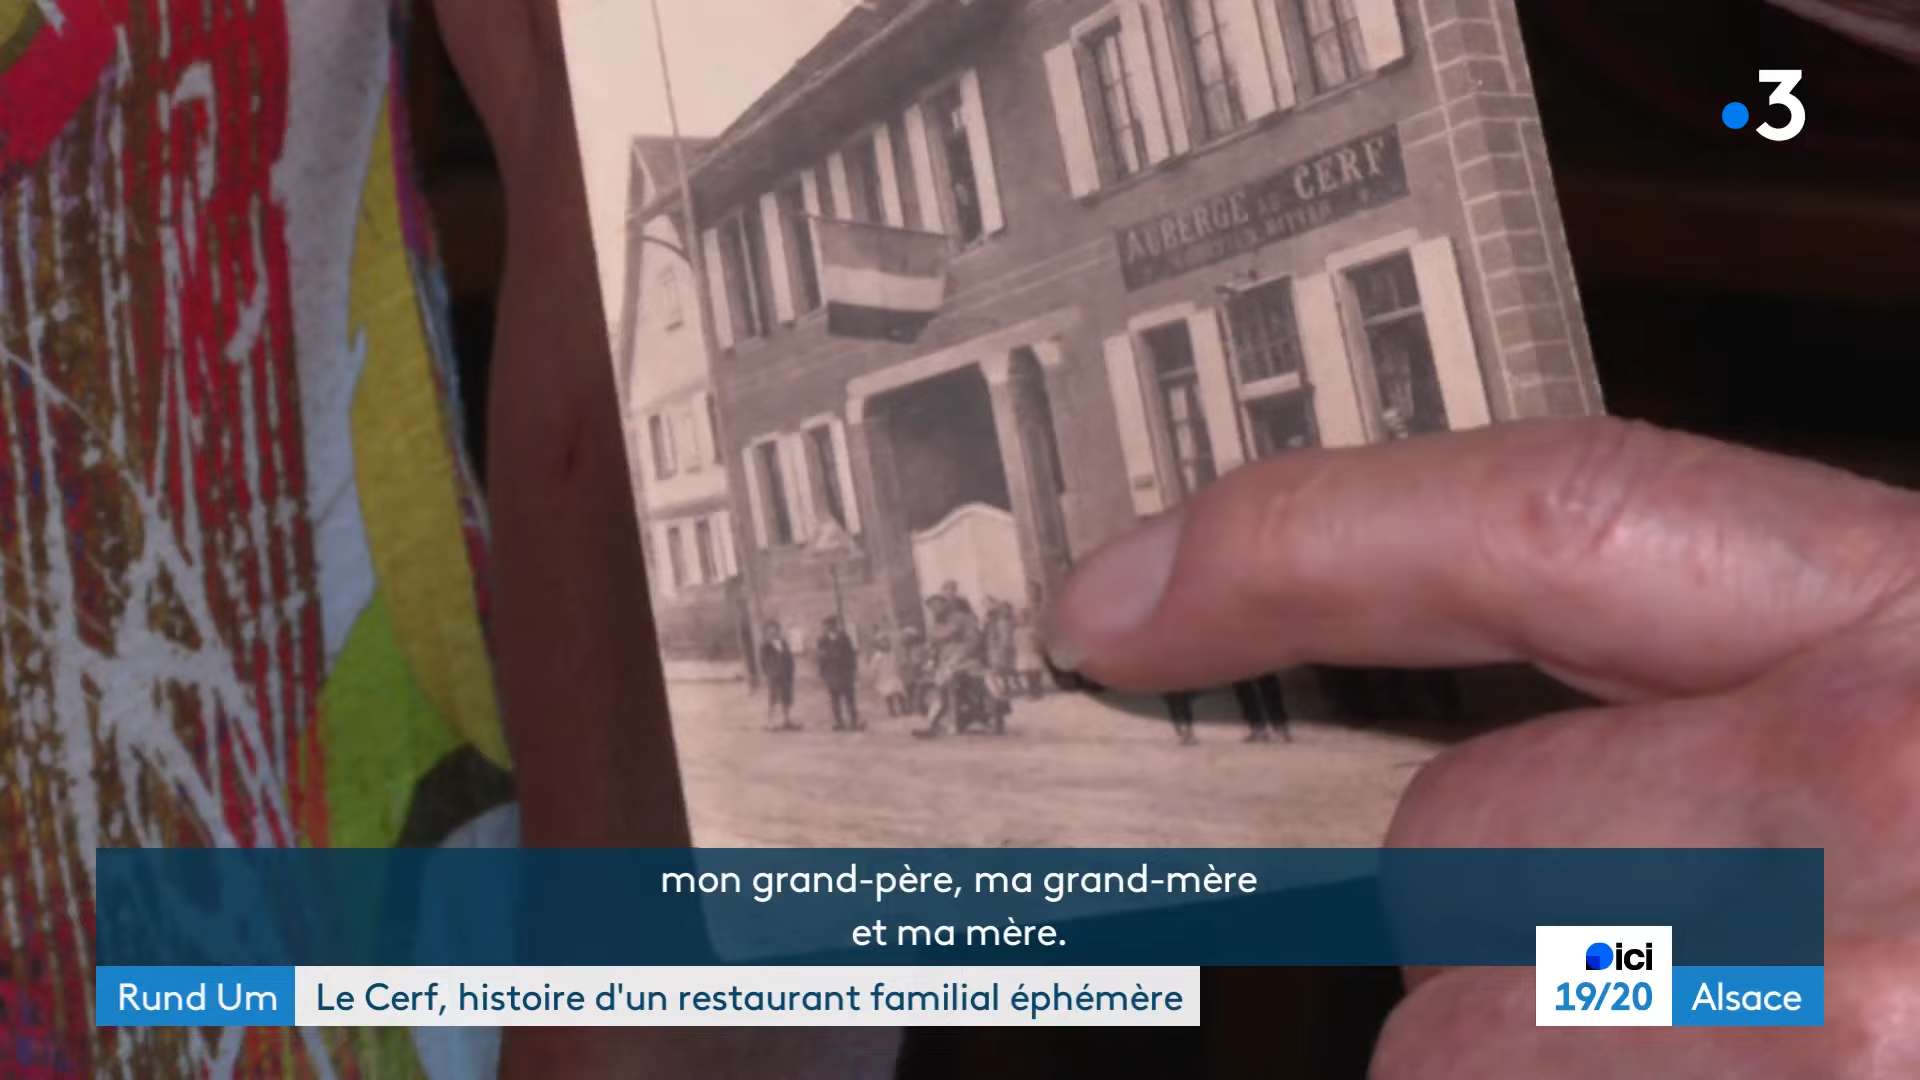 3
AUBERGE AU CERF
mon grand-père, ma grand-mère
et ma mère.
ici
Rund Um
Le Cerf, histoire d'un restaurant familial éphémère
19/20
Alsace